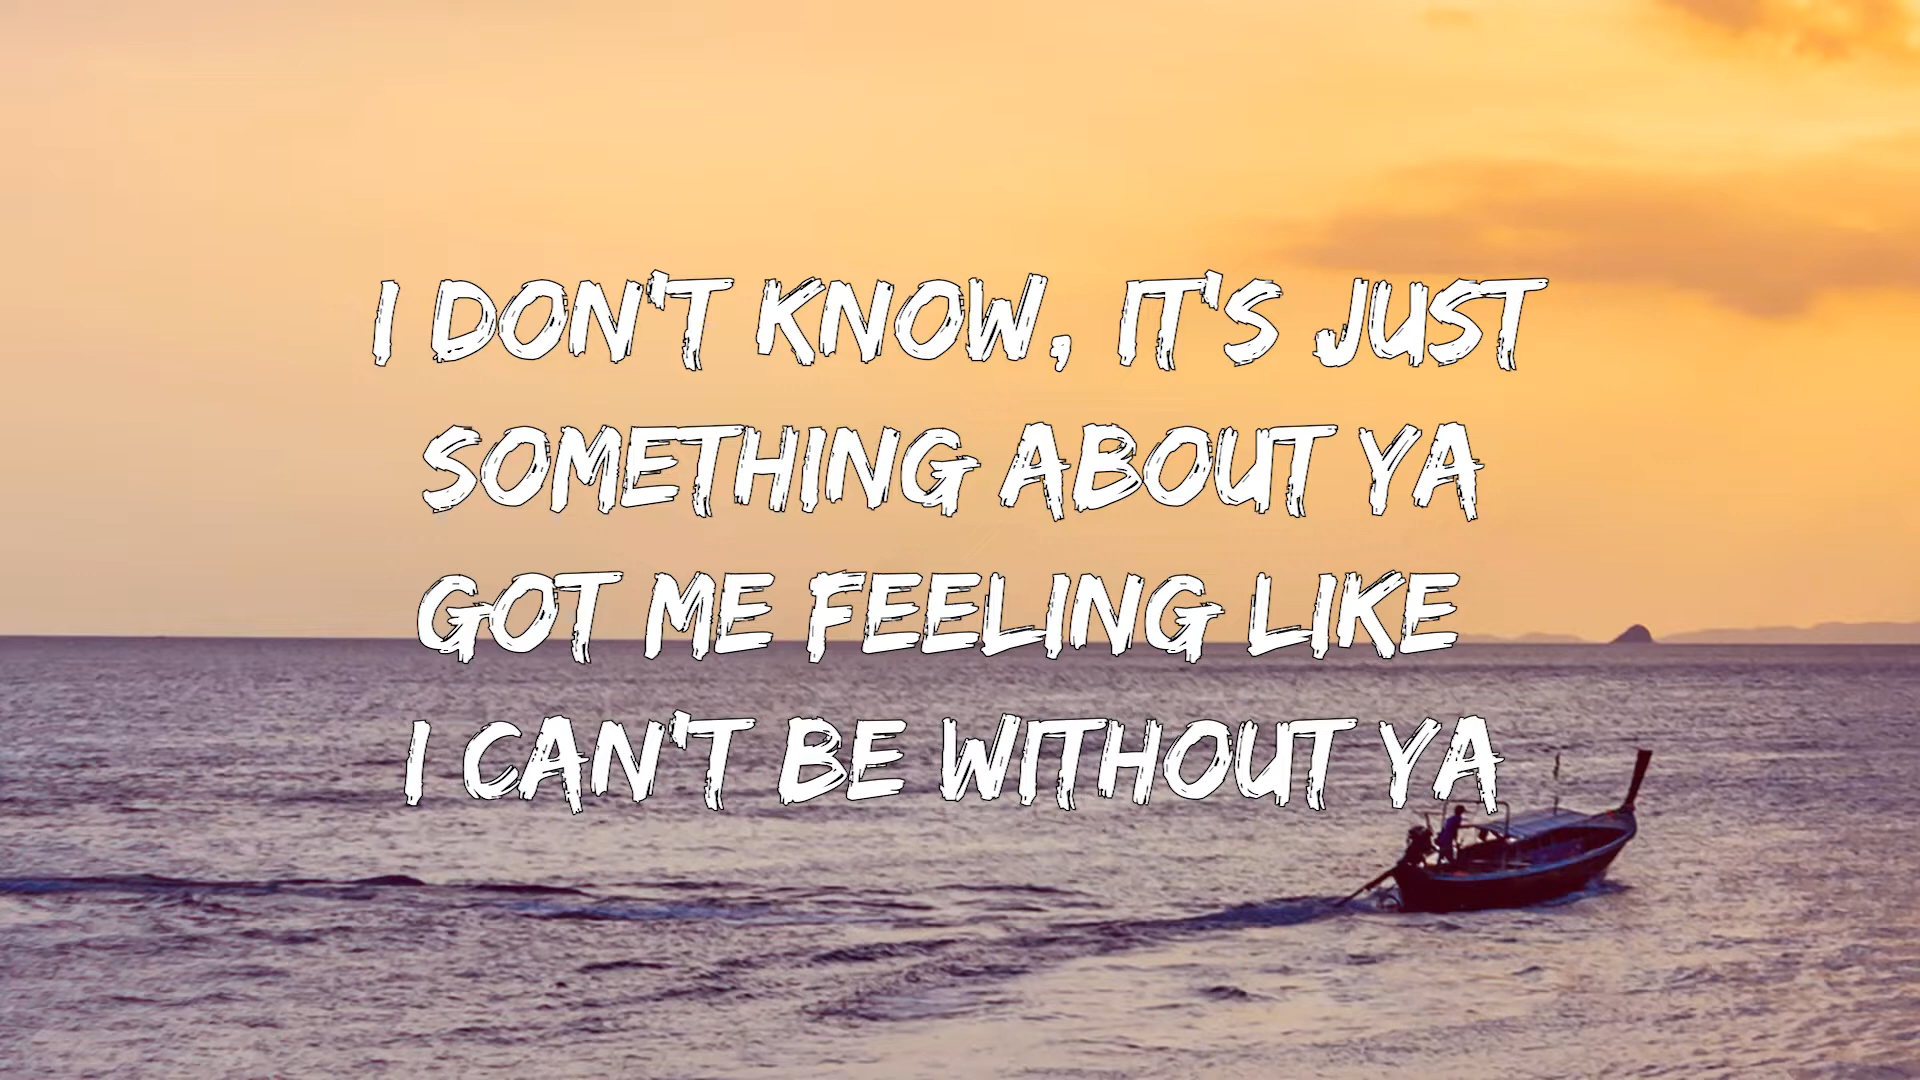 I DON'T KNOW, IT'S JUST
SOMETHING ABOUT YA
GOT ME FEELING LIKE
I CAN'T BE WITHOUT YA